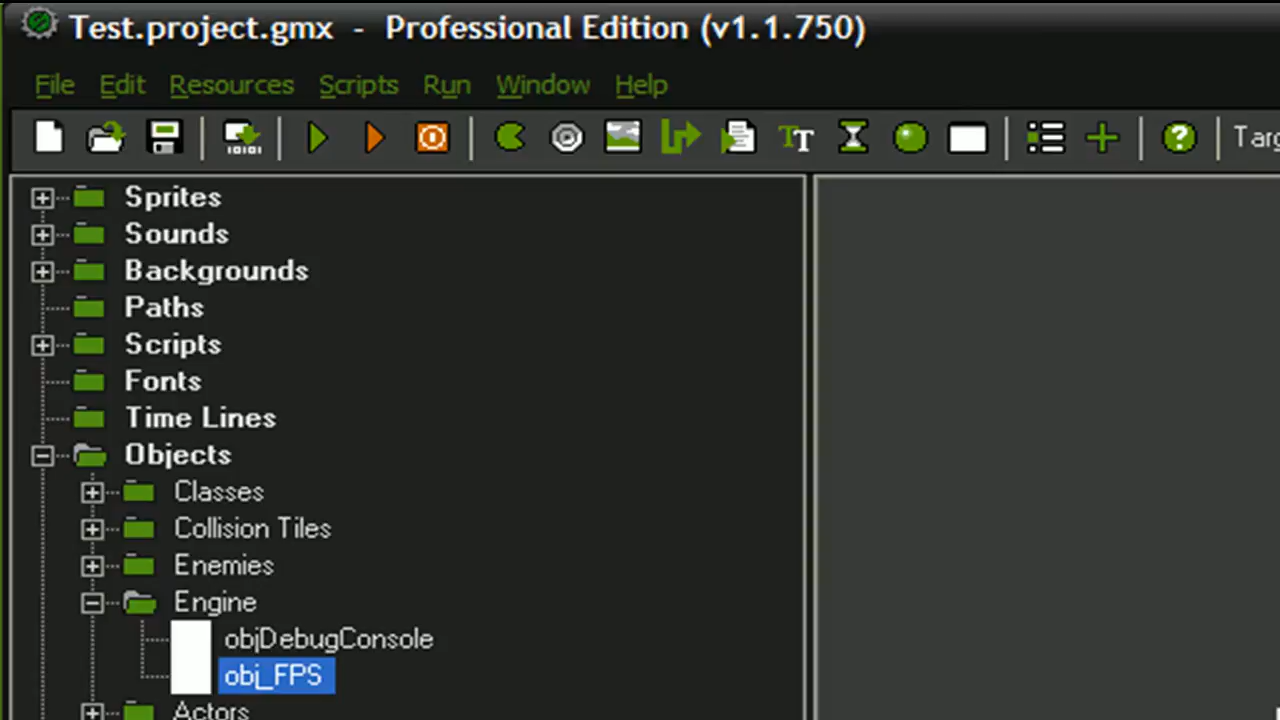 Test.project.gmx - Professional Edition (v1.1.750)
File Edit Resources Scripts Run Window Help
Sprites
Sounds
Backgrounds
Paths
Scripts
Fonts
Time Lines
Objects
Classes
Collision Tiles
Enemies
Engine
objDebugConsole
obj_FPS
Actors